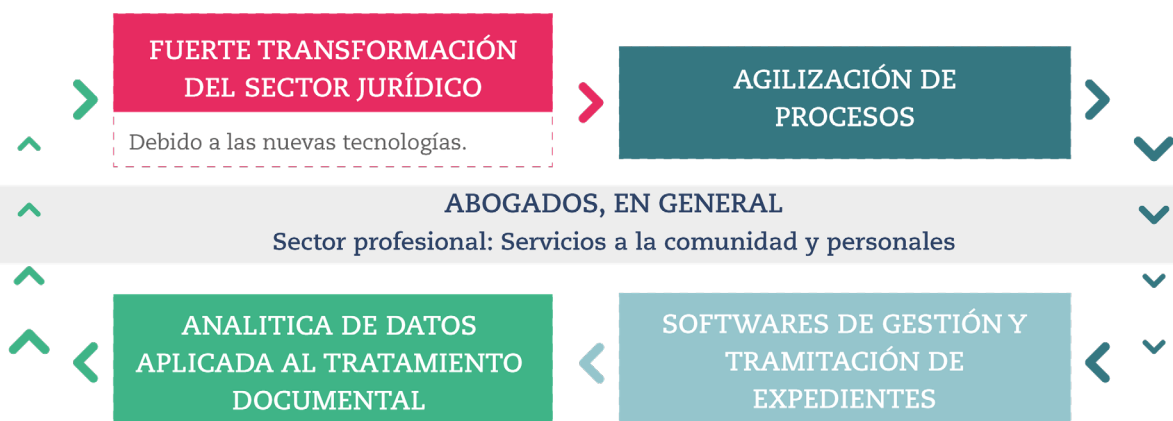 FUERTE TRANSFORMACIÓN
DEL SECTOR JURÍDICO
Debido a las nuevas tecnologías.
AGILIZACIÓN DE
PROCESOS
ABOGADOS, EN GENERAL
Sector profesional: Servicios a la comunidad y personales
ANALITICA DE DATOS
APLICADA AL TRATAMIENTO
DOCUMENTAL
SOFTWARES DE GESTIÓN Y
TRAMITACIÓN DE
EXPEDIENTES